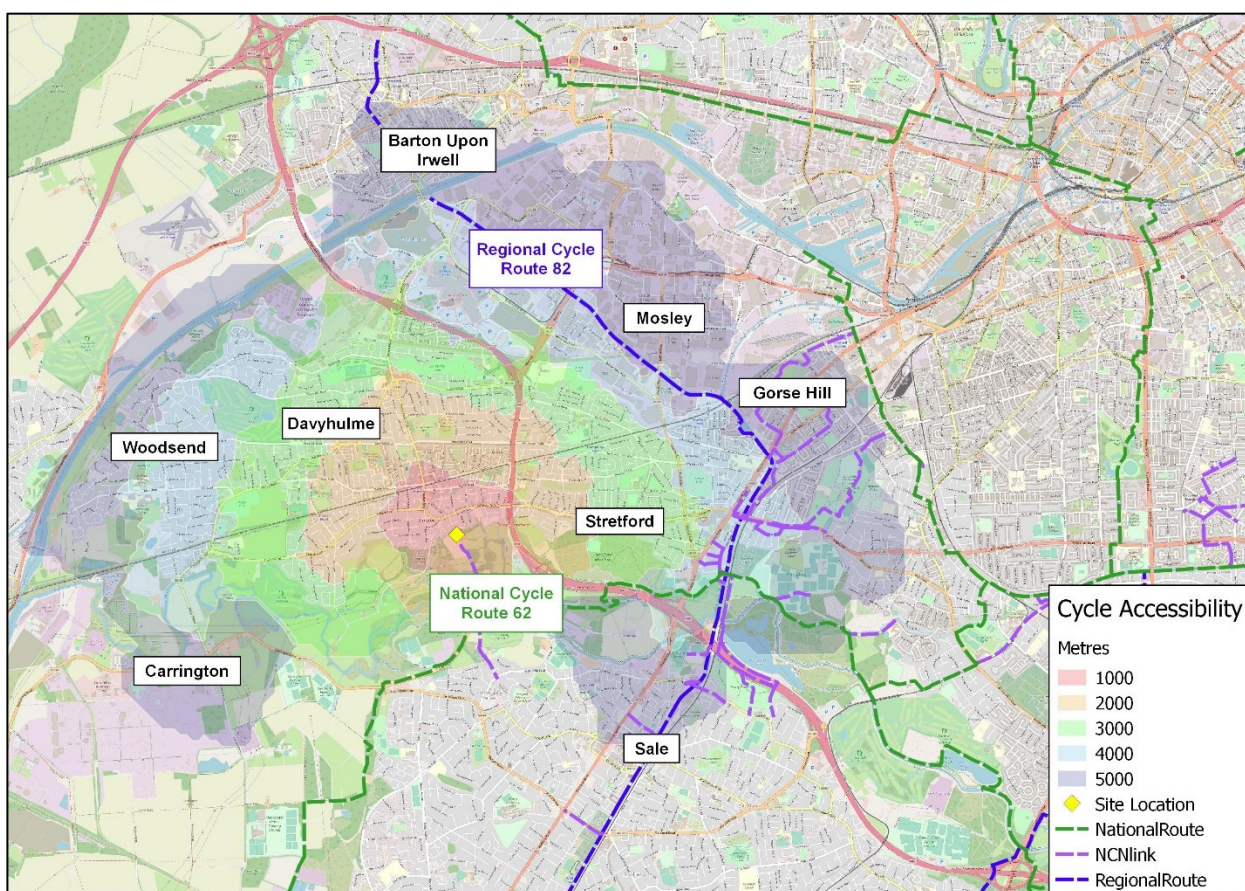 Barton Upon
Irwell
Regional Cycle
Route 82
Mosley
Gorse Hill
Davyhulme
Woodsend
Stretford
National Cycle
Route 62
Carrington
Sale
Cycle Accessibility
Metres
1000
2000
3000
4000
5000
Site Location
NationalRoute
NCNlink
RegionalRoute